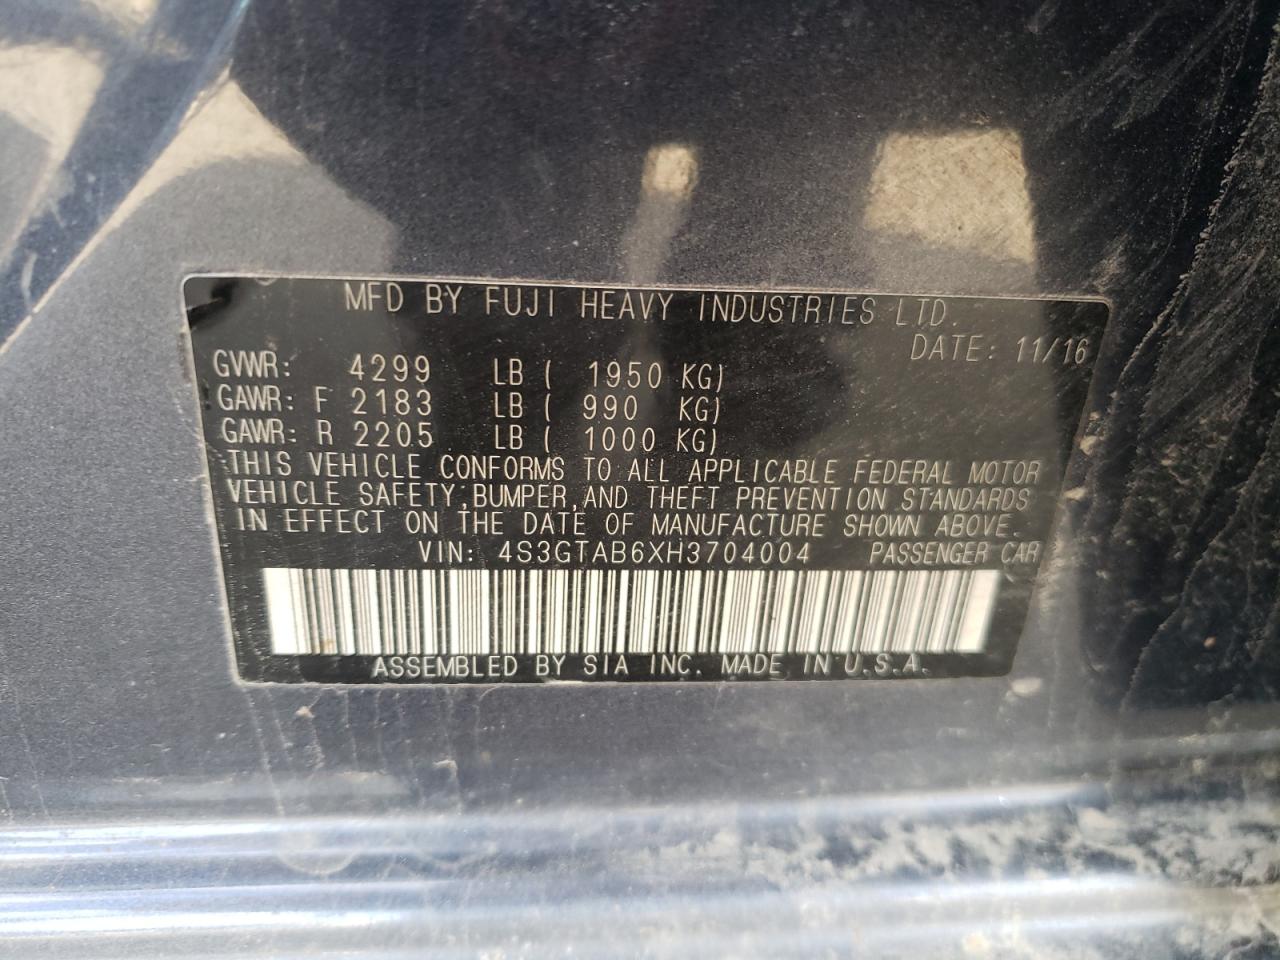 MFD BY FUJI HEAVY INDUSTRIES LTD.
DATE: 11/16
GVWR: 4299 LB ( 1950 KG)
GAWR: F 2183 LB ( 990 KG)
GAWR: R 2205 LB ( 1000 KG)
THIS VEHICLE CONFORMS TO ALL APPLICABLE FEDERAL MOTOR
VEHICLE SAFETY,BUMPER,AND THEFT PREVENTION STANDARDS
IN EFFECT ON THE DATE OF MANUFACTURE SHOWN ABOVE.
VIN: 4S3GTAB6XH3704004 PASSENGER CAR
ASSEMBLED BY SIA INC. MADE IN U.S.A.